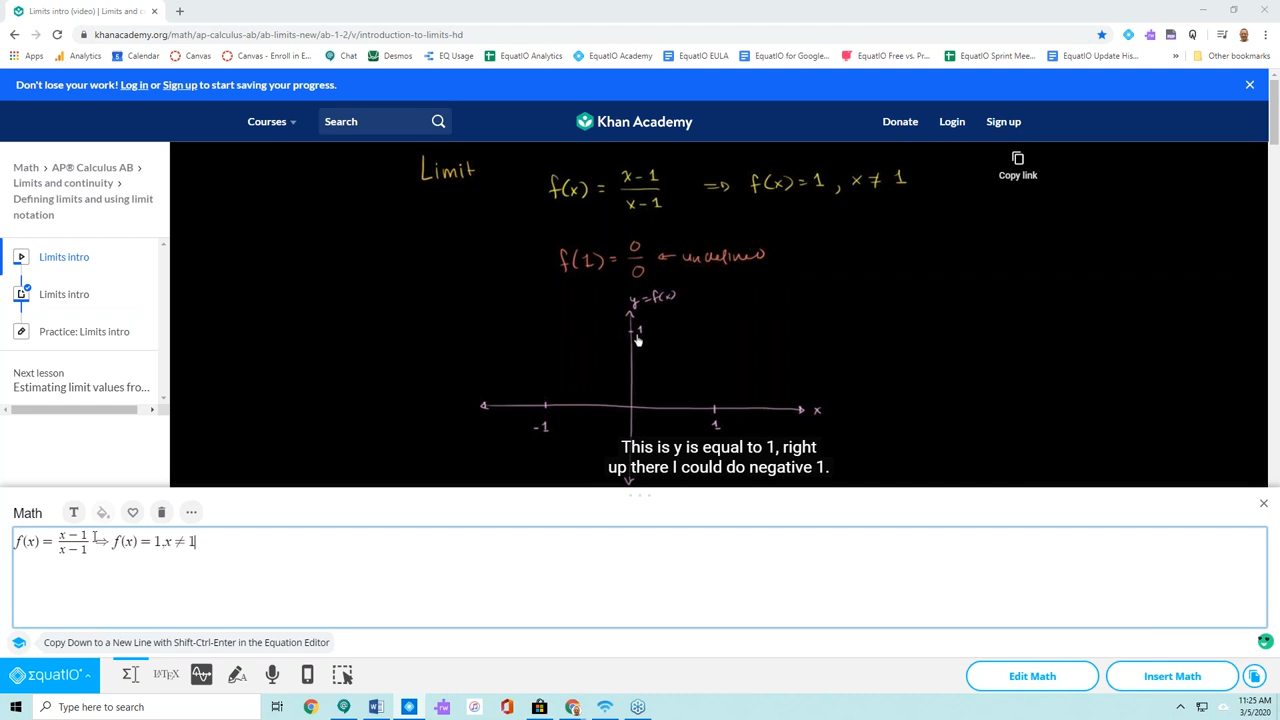 Limits intro (video) | Limits and c
khanacademy.org/math/ap-calculus-ab/ab-limits-new/ab-1-2/v/introduction-to-limits-hd
Apps Analytics Calendar Canvas Canvas - Enroll in E... Chat Desmos EQ Usage EquatIO Analytics EquatIO Academy EquatIO EULA EquatIO for Google... EquatIO Free vs. Pr... EquatIO Sprint Mee... EquatIO Update His... » Other bookmarks
Don't lose your work! Log in or Sign up to start saving your progress.
Courses Search Khan Academy Donate Login Sign up
Math > AP® Calculus AB >
Limits and continuity >
Defining limits and using limit
notation
Limits intro
Limits intro
Practice: Limits intro
Next lesson
Estimating limit values fro...
Copy link
Limit
f(x) = x-1 / x-1 ⇒ f(x) = 1, x ≠ 1
f(1) = 0/0 ← undefined
y = f(x)
1
x
-1 1
This is y is equal to 1, right
up there I could do negative 1.
Math T ...
f(x) = x − 1 / x − 1 ⇒ f(x) = 1,x ≠ 1
Copy Down to a New Line with Shift-Ctrl-Enter in the Equation Editor
ΣquatIO LATEX Edit Math Insert Math
Type here to search
11:25 AM
3/5/2020